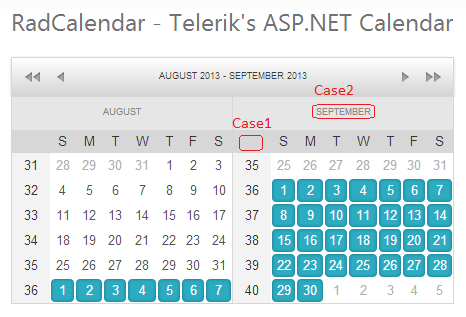 RadCalendar - Telerik's ASP.NET Calendar
AUGUST 2013 - SEPTEMBER 2013
Case2
AUGUST SEPTEMBER
Case1
S M T W T F S S M T W T F S
31 28 29 30 31 1 2 3 35 25 26 27 28 29 30 31
32 4 5 6 7 8 9 10 36 1 2 3 4 5 6 7
33 11 12 13 14 15 16 17 37 8 9 10 11 12 13 14
34 18 19 20 21 22 23 24 38 15 16 17 18 19 20 21
35 25 26 27 28 29 30 31 39 22 23 24 25 26 27 28
36 1 2 3 4 5 6 7 40 29 30 1 2 3 4 5